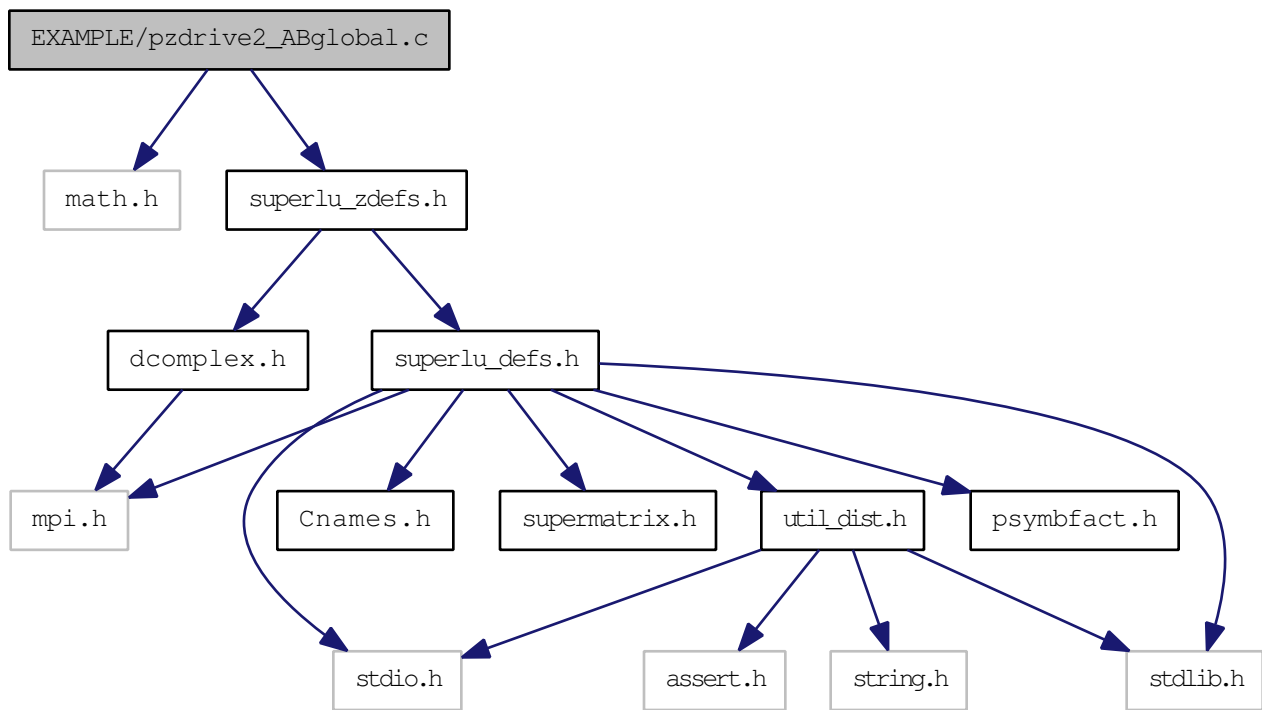 EXAMPLE/pzdrive2_ABglobal.c
math.h
superlu_zdefs.h
dcomplex.h
superlu_defs.h
mpi.h
Cnames.h
supermatrix.h
util_dist.h
psymbfact.h
stdio.h
assert.h
string.h
stdlib.h